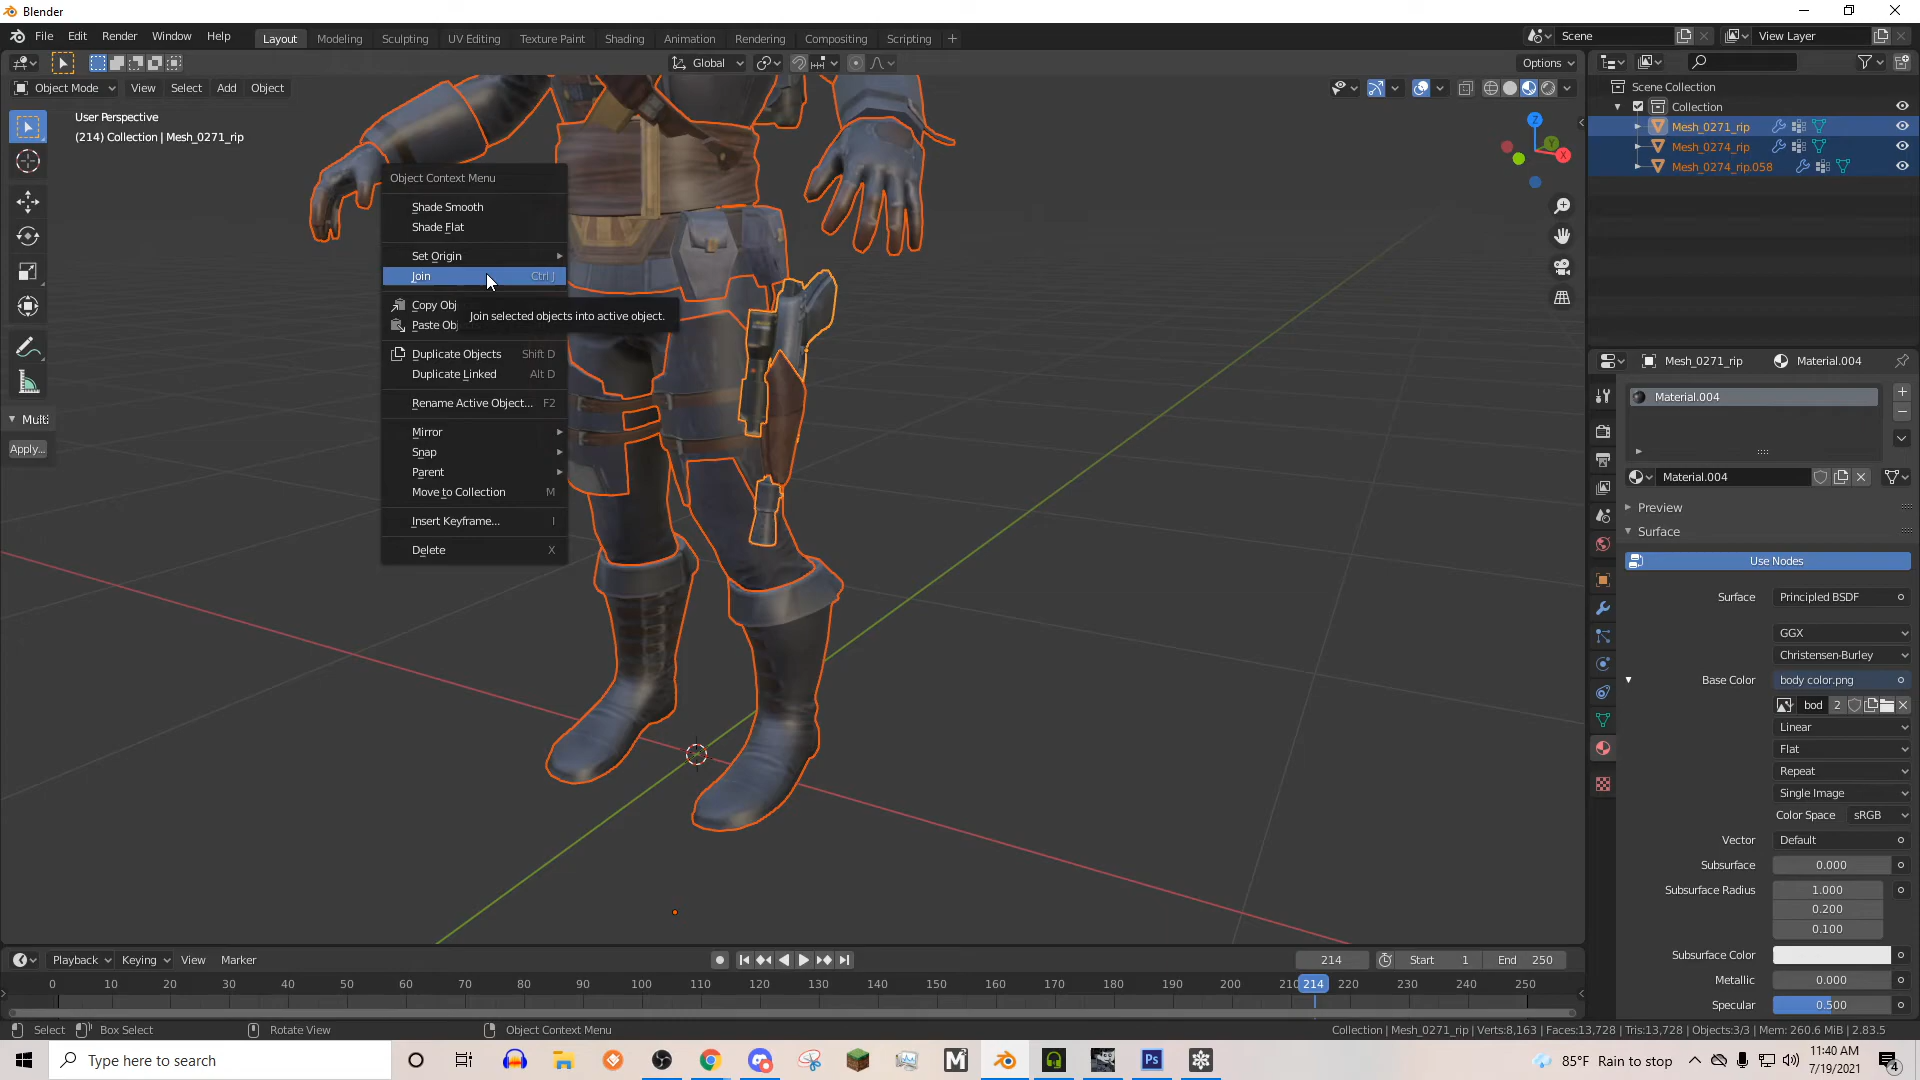 Blender
File Edit Render Window Help
Layout Modeling Sculpting UV Editing Texture Paint Shading Animation Rendering Compositing Scripting +
Scene
View Layer
Global
Options
Object Mode View Select Add Object
User Perspective
(214) Collection | Mesh_0271_rip
Scene Collection
Collection
Mesh_0271_rip
Mesh_0274_rip
Mesh_0274_rip.058
Z
Y
X
Object Context Menu
Shade Smooth
Shade Flat
Set Origin
Join Ctrl J
Copy Obj
Join selected objects into active object.
Paste Ob
Duplicate Objects Shift D
Duplicate Linked Alt D
Rename Active Object... F2
Mirror
Snap
Parent
Move to Collection M
Insert Keyframe... I
Delete X
Multi
Apply...
Mesh_0271_rip Material.004
Material.004
Material.004
Preview
Surface
Use Nodes
Surface Principled BSDF
GGX
Christensen-Burley
Base Color body color.png
bod 2
Linear
Flat
Repeat
Single Image
Color Space sRGB
Vector Default
Subsurface 0.000
Subsurface Radius 1.000
0.200
0.100
Subsurface Color
Metallic 0.000
Specular 0.500
Playback Keying View Marker
214 Start 1 End 250
0 10 20 30 40 50 60 70 80 90 100 110 120 130 140 150 160 170 180 190 200 210 214 220 230 240 250
Select Box Select Rotate View Object Context Menu
Collection | Mesh_0271_rip | Verts:8,163 | Faces:13,728 | Tris:13,728 | Objects:3/3 | Mem: 260.6 MiB | 2.83.5
Type here to search
M
Ps
85°F Rain to stop
11:40 AM
7/19/2021
4